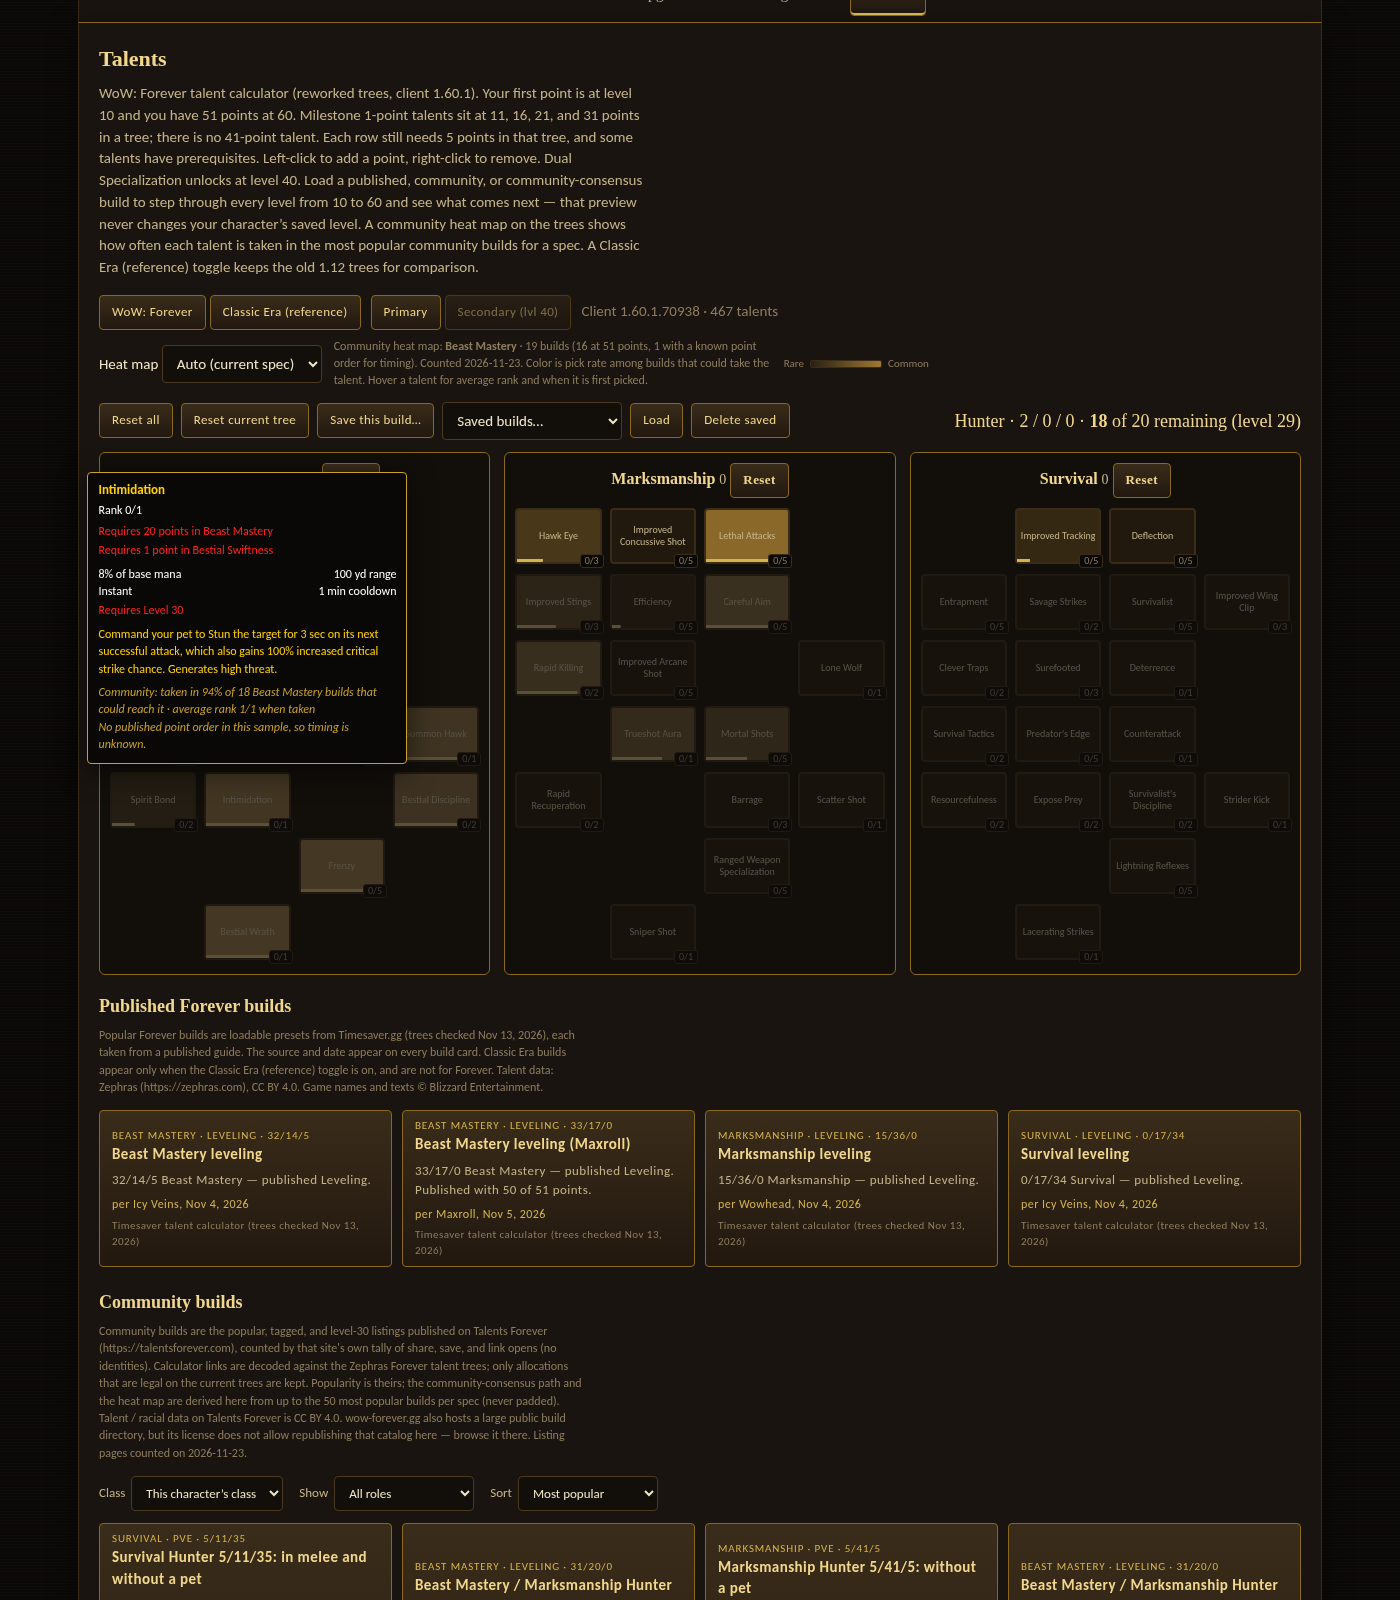 Talents
WoW: Forever talent calculator (reworked trees, client 1.60.1). Your first point is at level
10 and you have 51 points at 60. Milestone 1-point talents sit at 11, 16, 21, and 31 points
in a tree; there is no 41-point talent. Each row still needs 5 points in that tree, and some
talents have prerequisites. Left-click to add a point, right-click to remove. Dual
Specialization unlocks at level 40. Load a published, community, or community-consensus
build to step through every level from 10 to 60 and see what comes next — that preview
never changes your character's saved level. A community heat map on the trees shows
how often each talent is taken in the most popular community builds for a spec. A Classic
Era (reference) toggle keeps the old 1.12 trees for comparison.
WoW: Forever Classic Era (reference) Primary Secondary (lvl 40) Client 1.60.1.70938 · 467 talents
Heat map Auto (current spec)
Community heat map: Beast Mastery · 19 builds (16 at 51 points, 1 with a known point
order for timing). Counted 2026-11-23. Color is pick rate among builds that could take the
talent. Hover a talent for average rank and when it is first picked.
Rare Common
Reset all Reset current tree Save this build... Saved builds... Load Delete saved Hunter · 2 / 0 / 0 · 18 of 20 remaining (level 29)
Intimidation
Rank 0/1
Requires 20 points in Beast Mastery
Requires 1 point in Bestial Swiftness
8% of base mana 100 yd range
Instant 1 min cooldown
Requires Level 30
Command your pet to Stun the target for 3 sec on its next
successful attack, which also gains 100% increased critical
strike chance. Generates high threat.
Community: taken in 94% of 18 Beast Mastery builds that
could reach it · average rank 1/1 when taken
No published point order in this sample, so timing is
unknown.
0/1
Spirit Bond Intimidation Bestial Discipline
0/2 0/1 0/2
Frenzy
0/5
Bestial Wrath
0/1
Marksmanship 0 Reset
Hawk Eye Improved Concussive Shot Lethal Attacks
0/3 0/5 0/5
Improved Stings Efficiency Careful Aim
0/3 0/5 0/5
Rapid Killing Improved Arcane Shot Lone Wolf
0/2 0/5 0/1
Trueshot Aura Mortal Shots
0/1 0/5
Rapid Recuperation Barrage Scatter Shot
0/2 0/3 0/1
Ranged Weapon Specialization
0/5
Sniper Shot
0/1
Survival 0 Reset
Improved Tracking Deflection
0/5 0/5
Entrapment Savage Strikes Survivalist Improved Wing Clip
0/5 0/2 0/5 0/3
Clever Traps Surefooted Deterrence
0/2 0/3 0/1
Survival Tactics Predator's Edge Counterattack
0/2 0/5 0/1
Resourcefulness Expose Prey Survivalist's Discipline Strider Kick
0/2 0/2 0/2 0/1
Lightning Reflexes
0/5
Lacerating Strikes
0/1
Published Forever builds
Popular Forever builds are loadable presets from Timesaver.gg (trees checked Nov 13, 2026), each
taken from a published guide. The source and date appear on every build card. Classic Era builds
appear only when the Classic Era (reference) toggle is on, and are not for Forever. Talent data:
Zephras (https://zephras.com), CC BY 4.0. Game names and texts © Blizzard Entertainment.
BEAST MASTERY · LEVELING · 32/14/5
Beast Mastery leveling
32/14/5 Beast Mastery — published Leveling.
per Icy Veins, Nov 4, 2026
Timesaver talent calculator (trees checked Nov 13,
2026)
BEAST MASTERY · LEVELING · 33/17/0
Beast Mastery leveling (Maxroll)
33/17/0 Beast Mastery — published Leveling.
Published with 50 of 51 points.
per Maxroll, Nov 5, 2026
Timesaver talent calculator (trees checked Nov 13,
2026)
MARKSMANSHIP · LEVELING · 15/36/0
Marksmanship leveling
15/36/0 Marksmanship — published Leveling.
per Wowhead, Nov 4, 2026
Timesaver talent calculator (trees checked Nov 13,
2026)
SURVIVAL · LEVELING · 0/17/34
Survival leveling
0/17/34 Survival — published Leveling.
per Icy Veins, Nov 4, 2026
Timesaver talent calculator (trees checked Nov 13,
2026)
Community builds
Community builds are the popular, tagged, and level-30 listings published on Talents Forever
(https://talentsforever.com), counted by that site's own tally of share, save, and link opens (no
identities). Calculator links are decoded against the Zephras Forever talent trees; only allocations
that are legal on the current trees are kept. Popularity is theirs; the community-consensus path and
the heat map are derived here from up to the 50 most popular builds per spec (never padded).
Talent / racial data on Talents Forever is CC BY 4.0. wow-forever.gg also hosts a large public build
directory, but its license does not allow republishing that catalog here — browse it there. Listing
pages counted on 2026-11-23.
Class This character's class Show All roles Sort Most popular
SURVIVAL · PVE · 5/11/35
Survival Hunter 5/11/35: in melee and
without a pet
BEAST MASTERY · LEVELING · 31/20/0
Beast Mastery / Marksmanship Hunter
MARKSMANSHIP · PVE · 5/41/5
Marksmanship Hunter 5/41/5: without
a pet
BEAST MASTERY · LEVELING · 31/20/0
Beast Mastery / Marksmanship Hunter